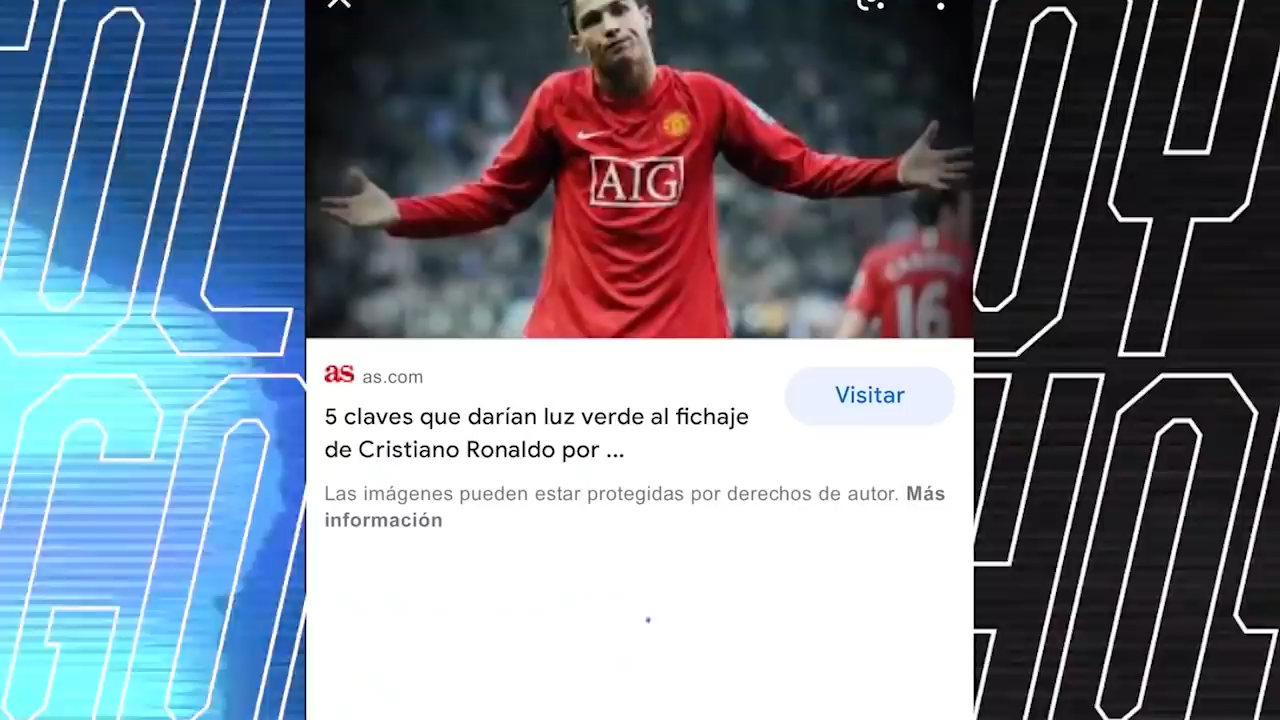 AIG
16
as as.com
Visitar
5 claves que darían luz verde al fichaje
de Cristiano Ronaldo por ...
Las imágenes pueden estar protegidas por derechos de autor. Más
información